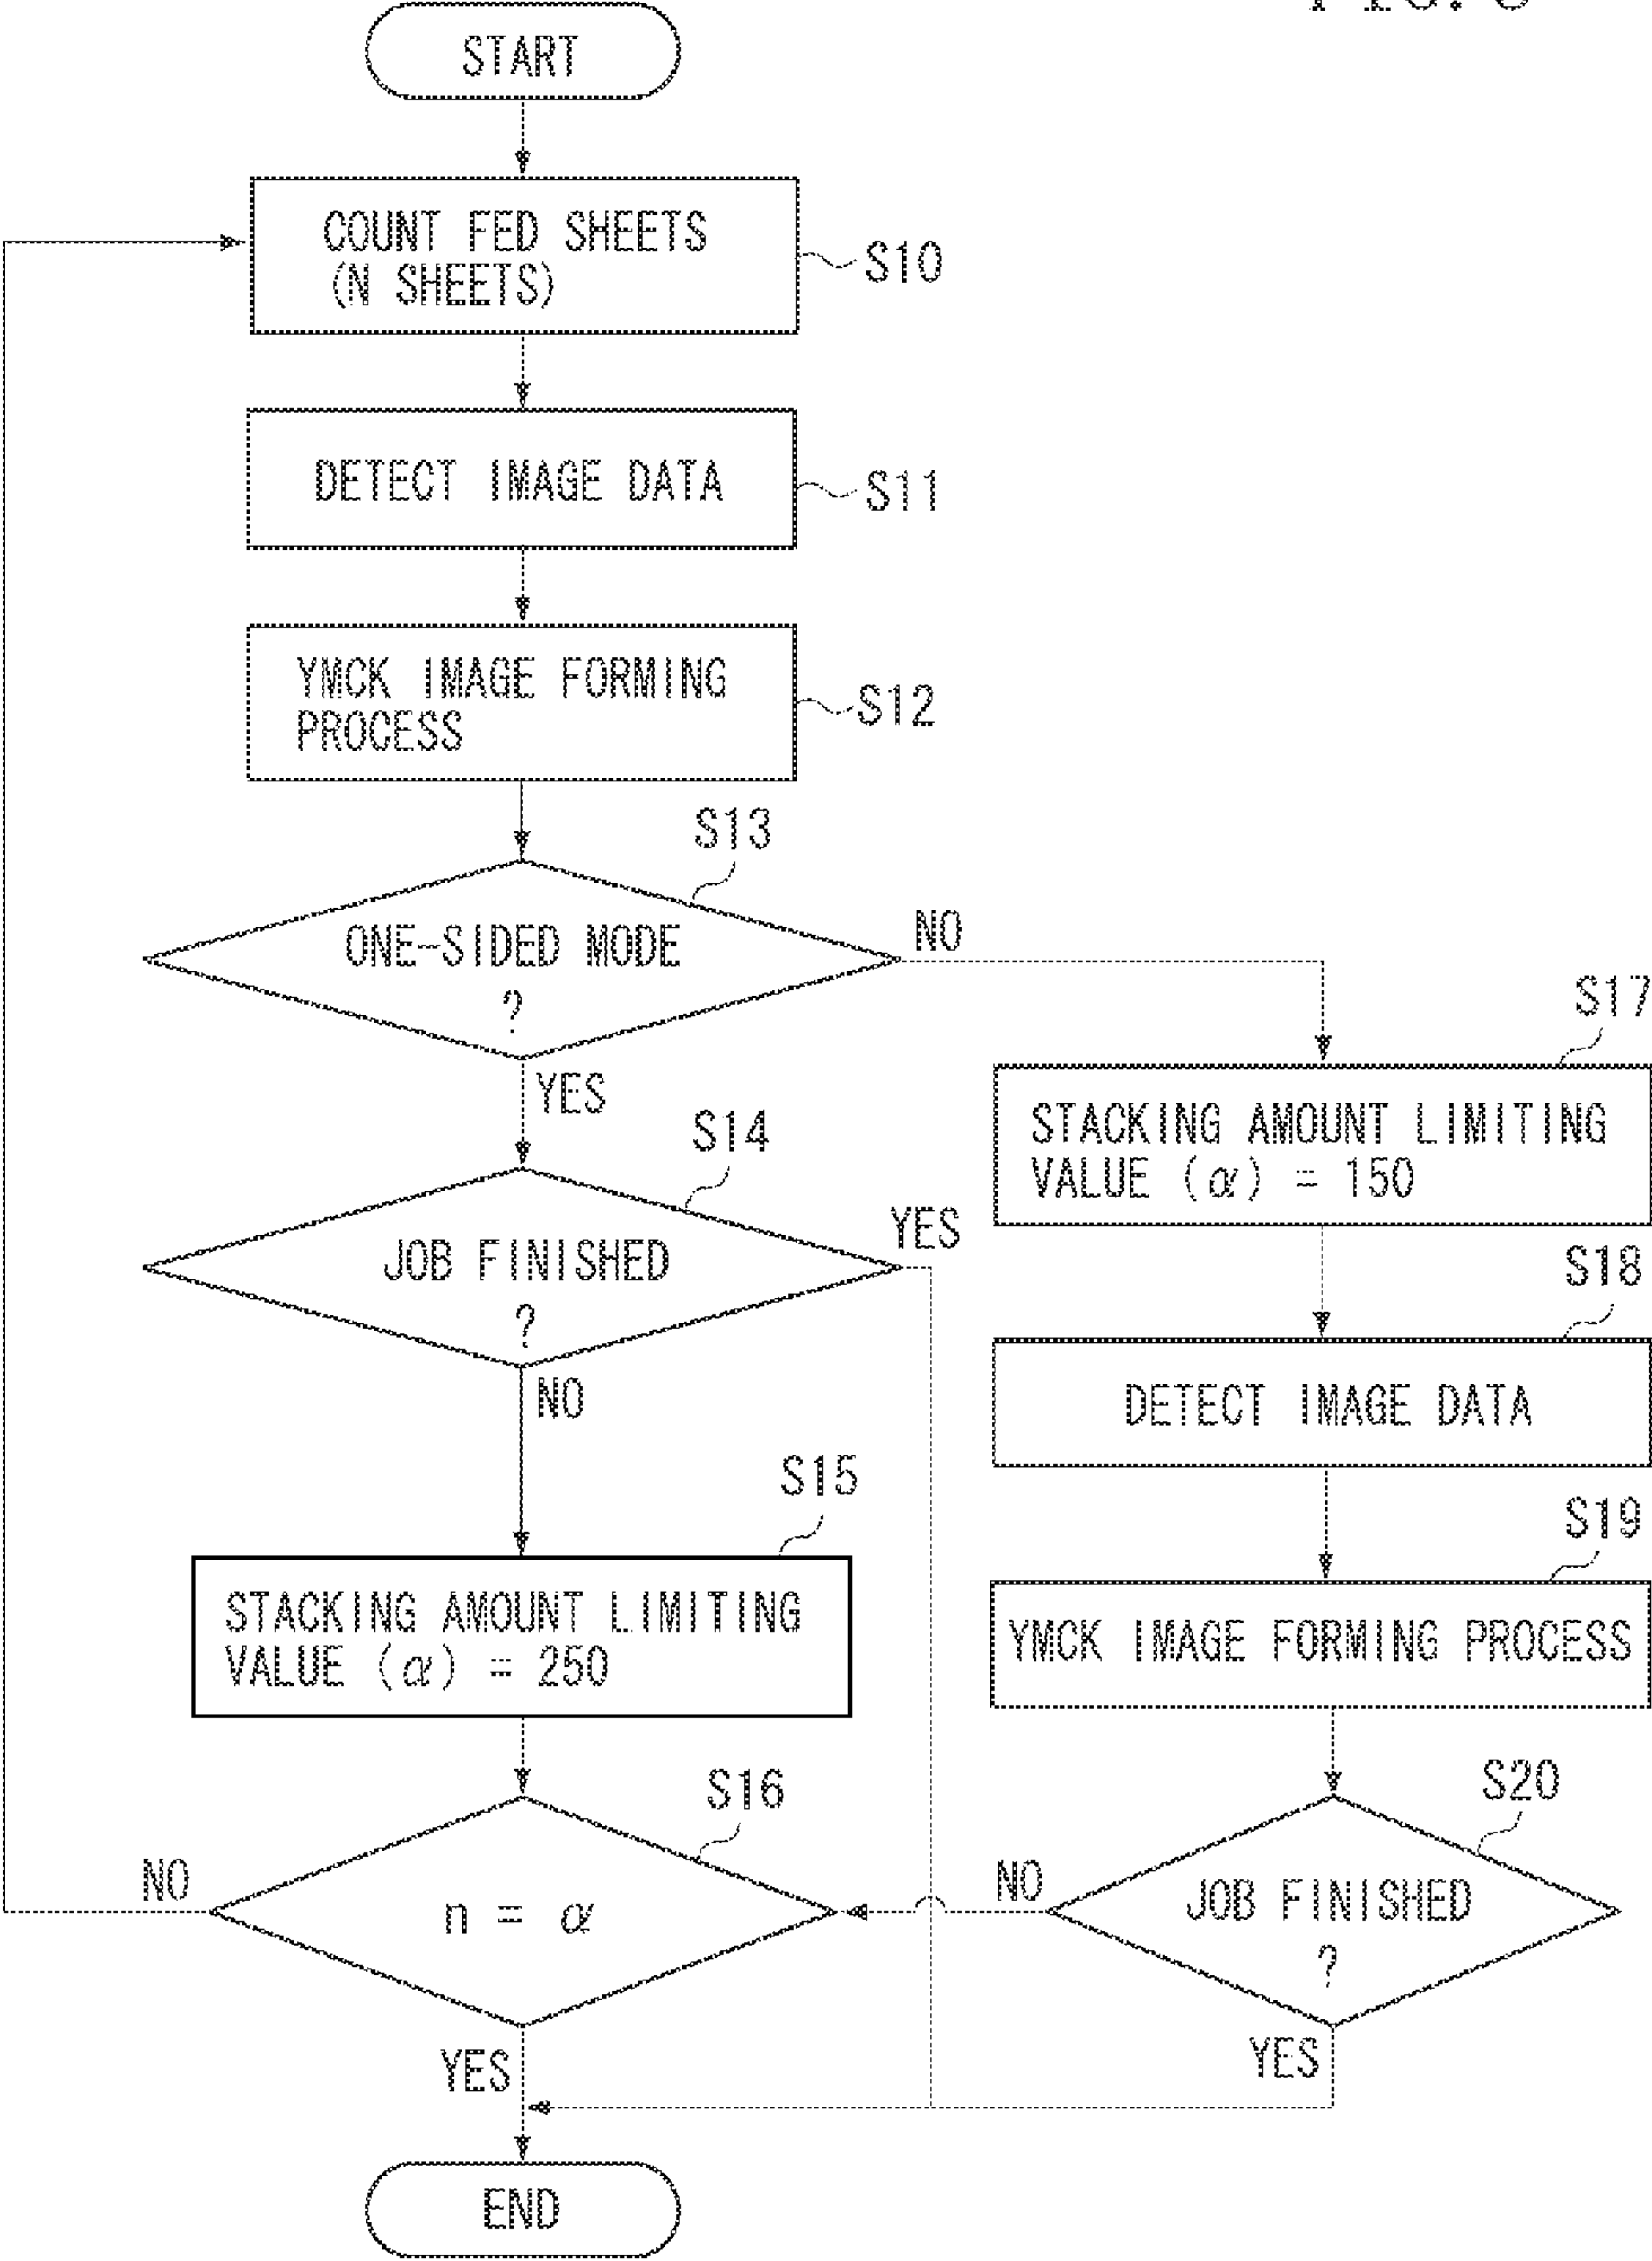 START
COUNT FED SHEETS
(N SHEETS)
S10
DETECT IMAGE DATA
S11
YMCK IMAGE FORMING
PROCESS
S12
S13
ONE-SIDED MODE
?
NO
YES
S17
STACKING AMOUNT LIMITING
VALUE (α) = 150
S14
JOB FINISHED
?
YES
NO
S18
DETECT IMAGE DATA
S15
STACKING AMOUNT LIMITING
VALUE (α) = 250
S19
YMCK IMAGE FORMING PROCESS
S16
n = α
NO
YES
S20
JOB FINISHED
?
NO
YES
END